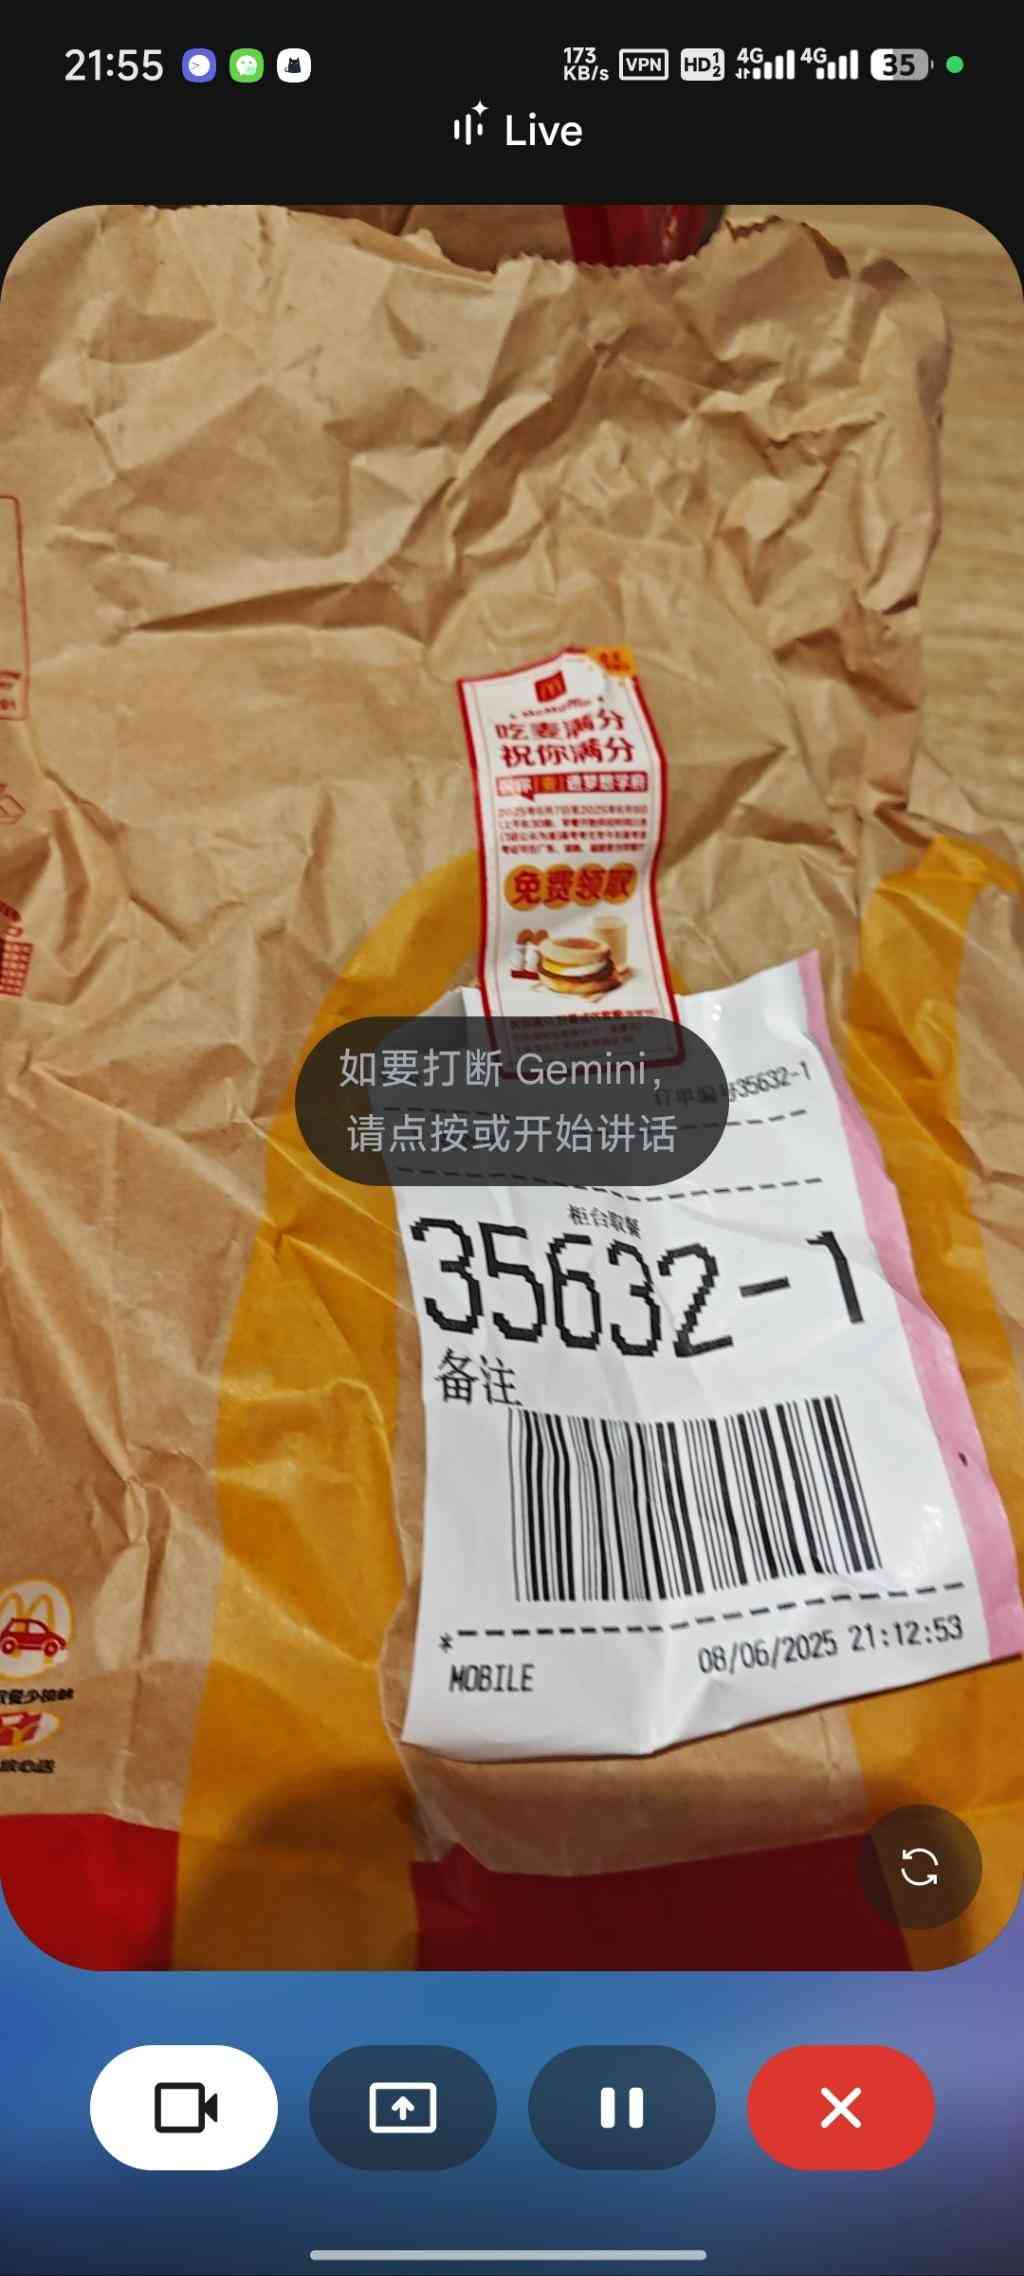 21:55
173
KB/s
VPN
HD 1 2
4G
4G
35
Live
吃麦满分
祝你满分
免费领取
如要打断 Gemini，
请点按或开始讲话
订单编号35632-1
柜台取餐
35632-1
备注
*
MOBILE
08/06/2025 21:12:53